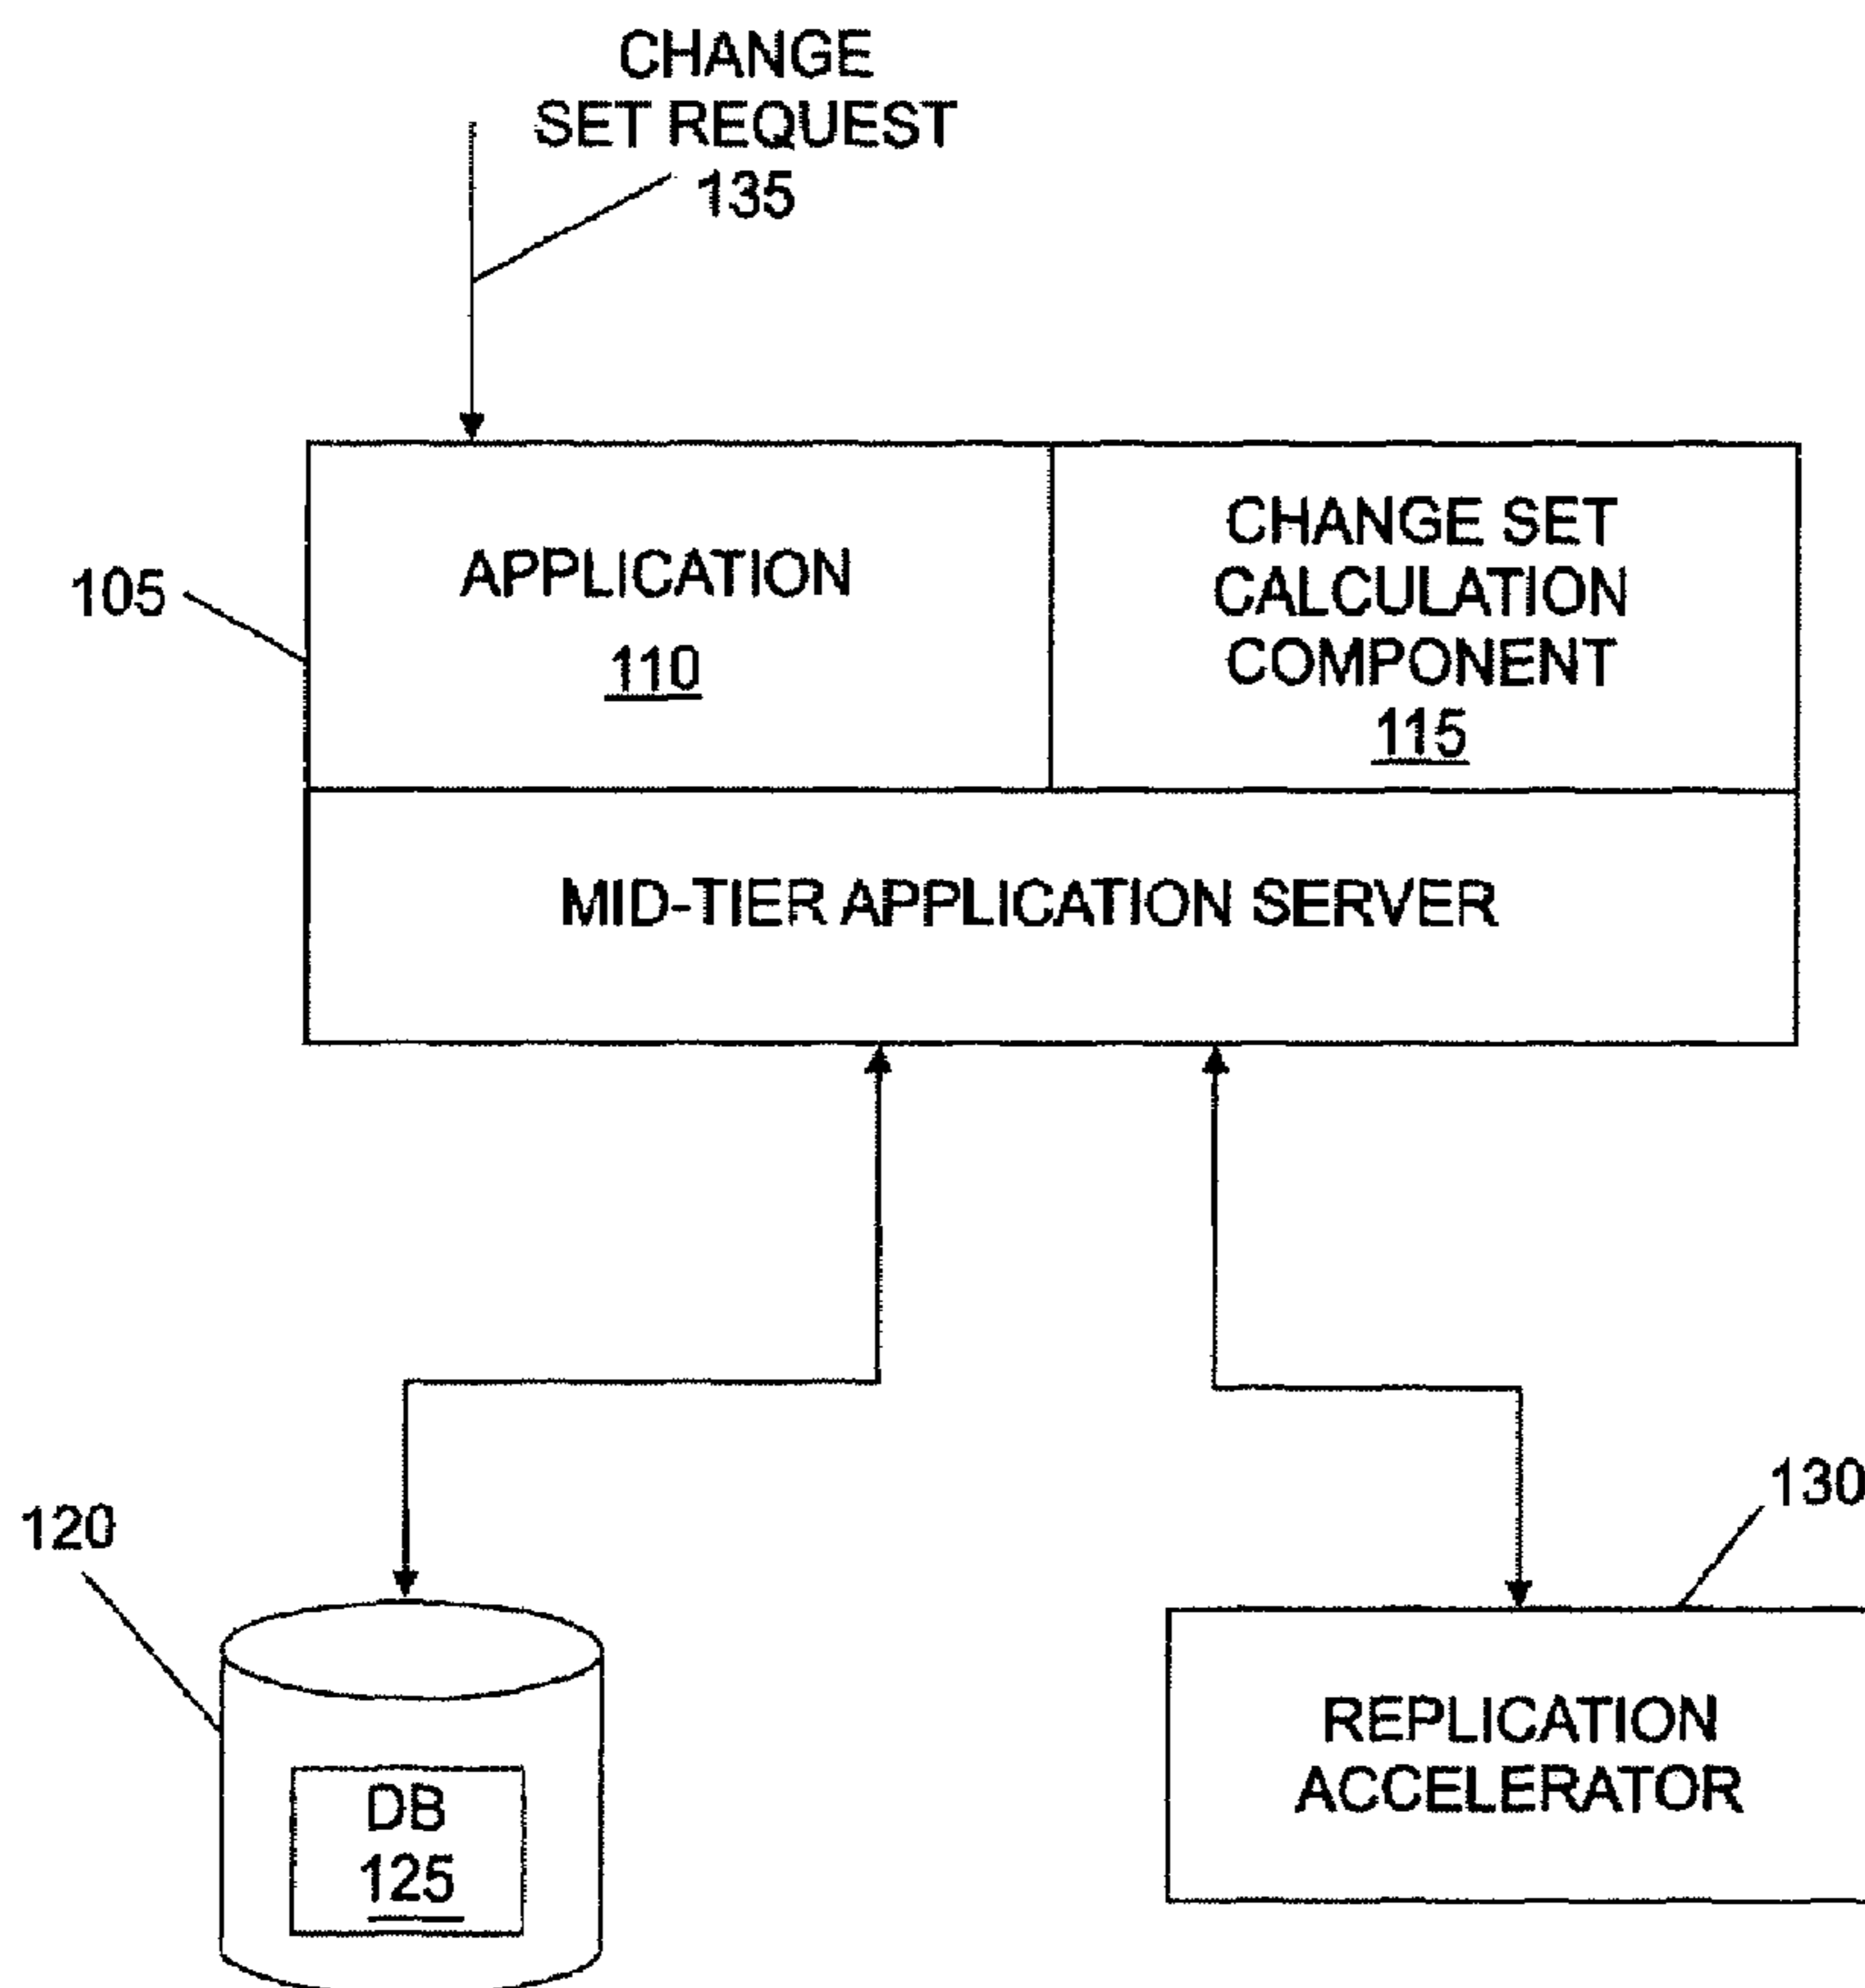 CHANGE
SET REQUEST
135
105
APPLICATION
110
CHANGE SET
CALCULATION
COMPONENT
115
MID-TIER APPLICATION SERVER
120
130
DB
125
REPLICATION
ACCELERATOR